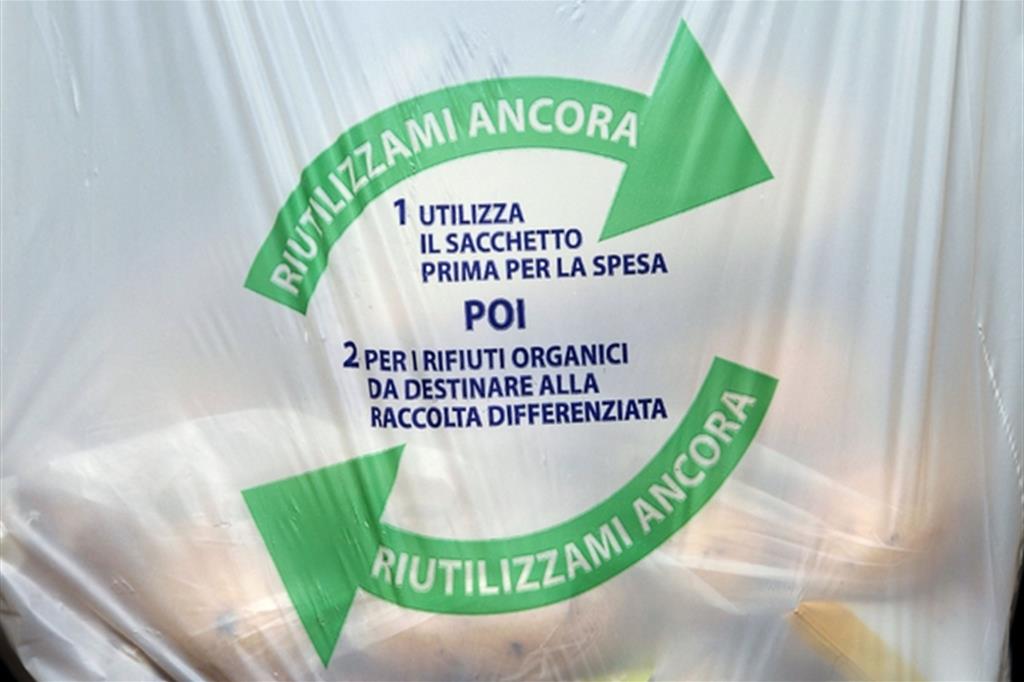 RIUTILIZZAMI ANCORA
1 UTILIZZA
IL SACCHETTO
PRIMA PER LA SPESA
POI
2 PER I RIFIUTI ORGANICI
DA DESTINARE ALLA
RACCOLTA DIFFERENZIATA
RIUTILIZZAMI ANCORA